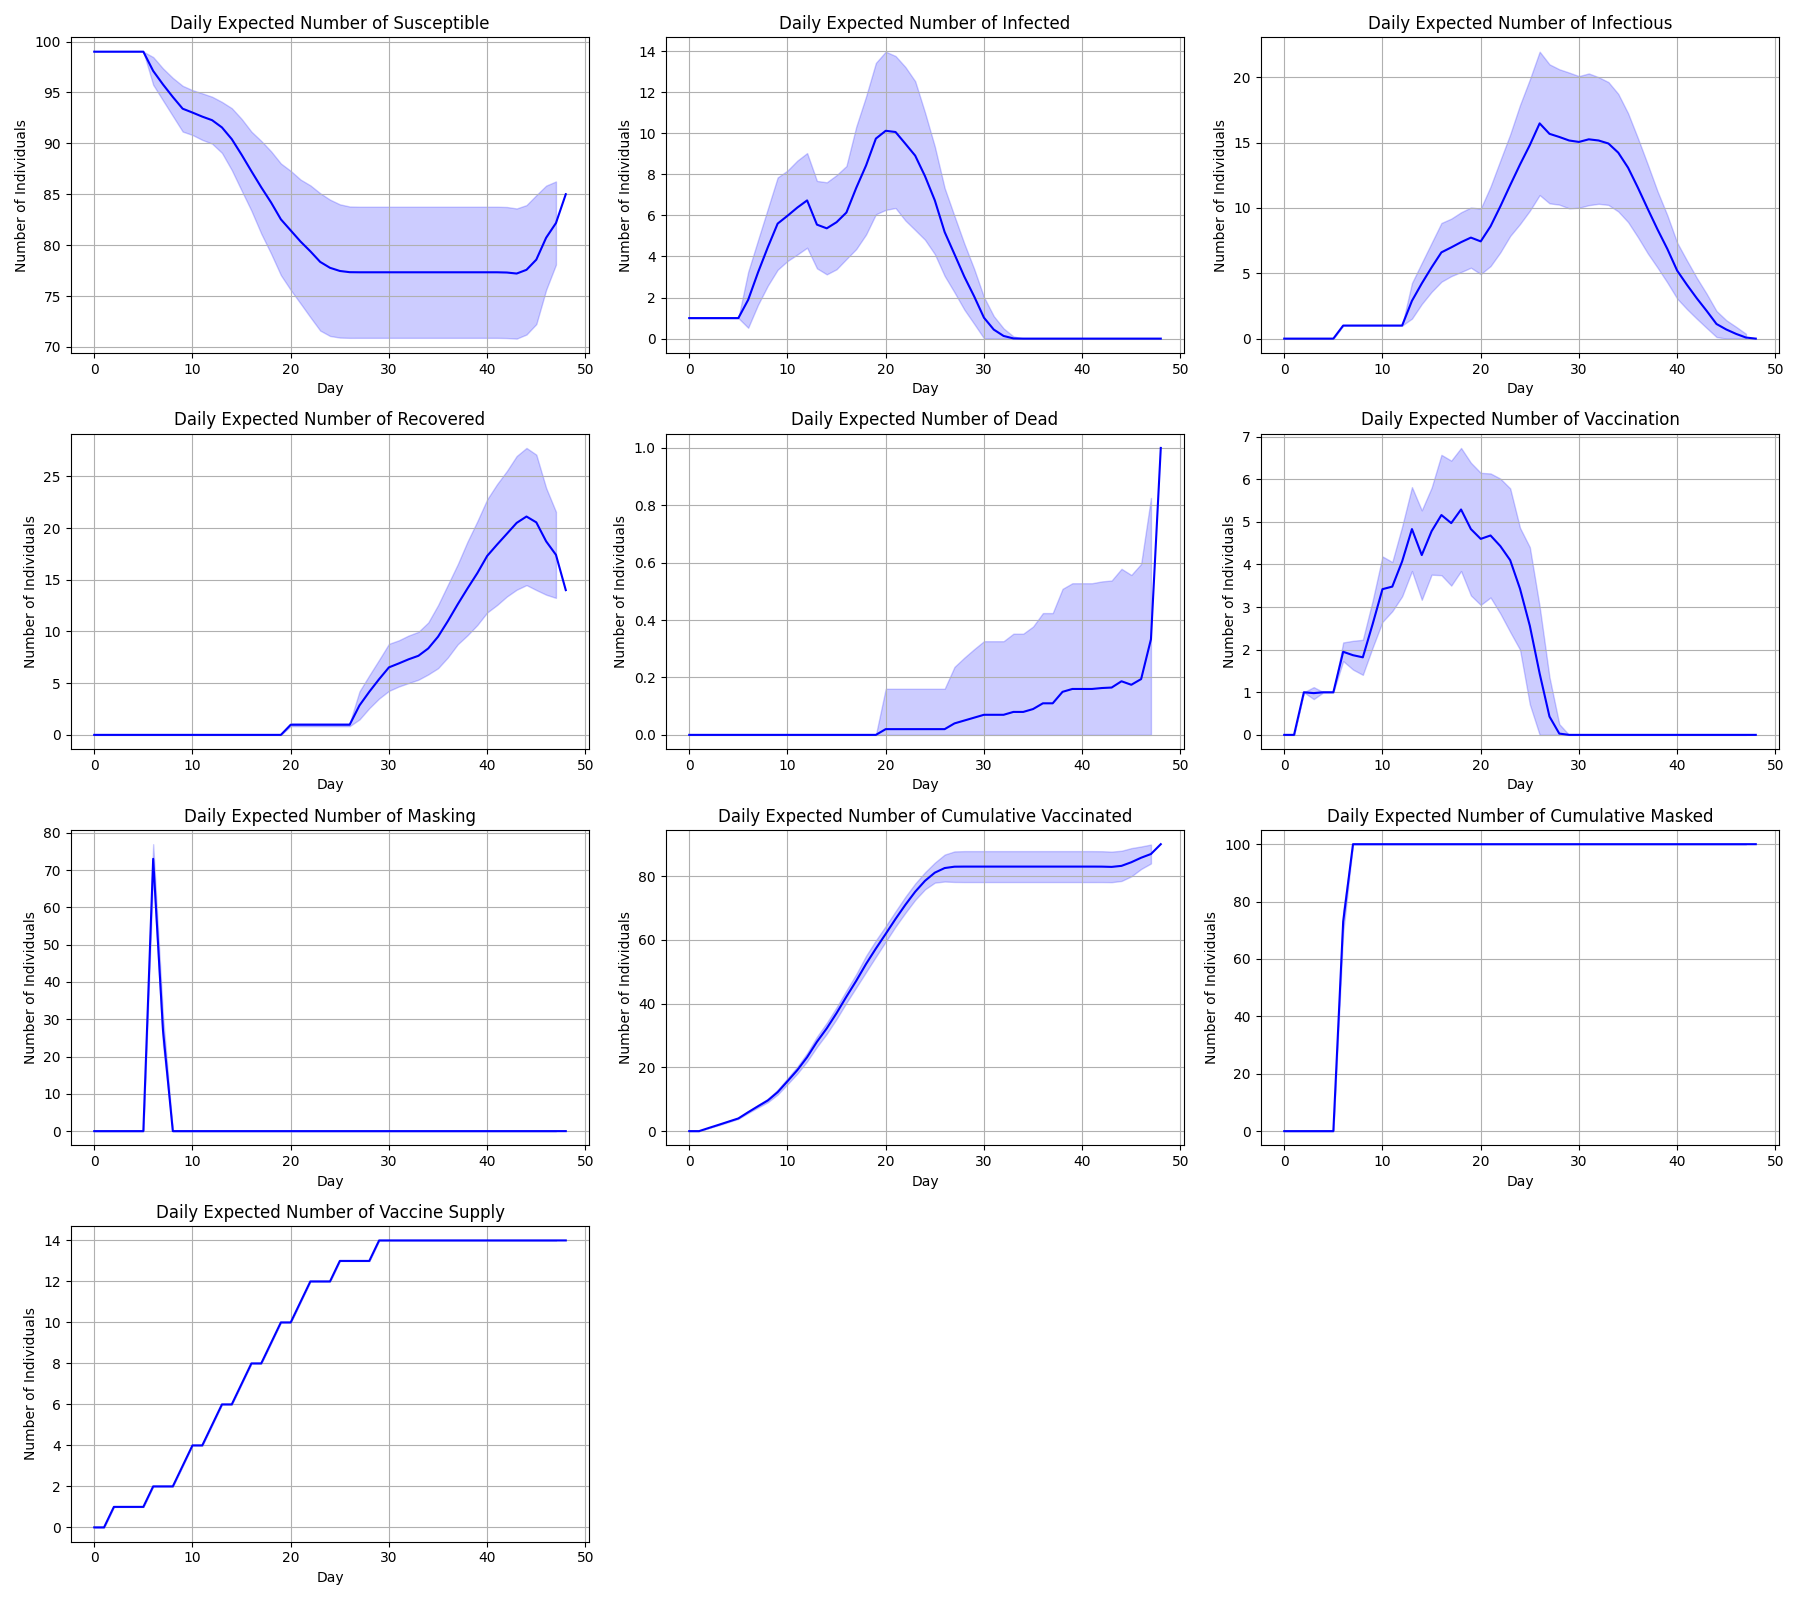 Daily Expected Number of Susceptible
100
95
90
85
80
75
70
Number of Individuals
0 10 20 30 40 50
Day
Daily Expected Number of Infected
14
12
10
8
6
4
2
0
Number of Individuals
0 10 20 30 40 50
Day
Daily Expected Number of Infectious
20
15
10
5
0
Number of Individuals
0 10 20 30 40 50
Day
Daily Expected Number of Recovered
25
20
15
10
5
0
Number of Individuals
0 10 20 30 40 50
Day
Daily Expected Number of Dead
1.0
0.8
0.6
0.4
0.2
0.0
Number of Individuals
0 10 20 30 40 50
Day
Daily Expected Number of Vaccination
7
6
5
4
3
2
1
0
Number of Individuals
0 10 20 30 40 50
Day
Daily Expected Number of Masking
80
70
60
50
40
30
20
10
0
Number of Individuals
0 10 20 30 40 50
Day
Daily Expected Number of Cumulative Vaccinated
80
60
40
20
0
Number of Individuals
0 10 20 30 40 50
Day
Daily Expected Number of Cumulative Masked
100
80
60
40
20
0
Number of Individuals
0 10 20 30 40 50
Day
Daily Expected Number of Vaccine Supply
14
12
10
8
6
4
2
0
Number of Individuals
0 10 20 30 40 50
Day